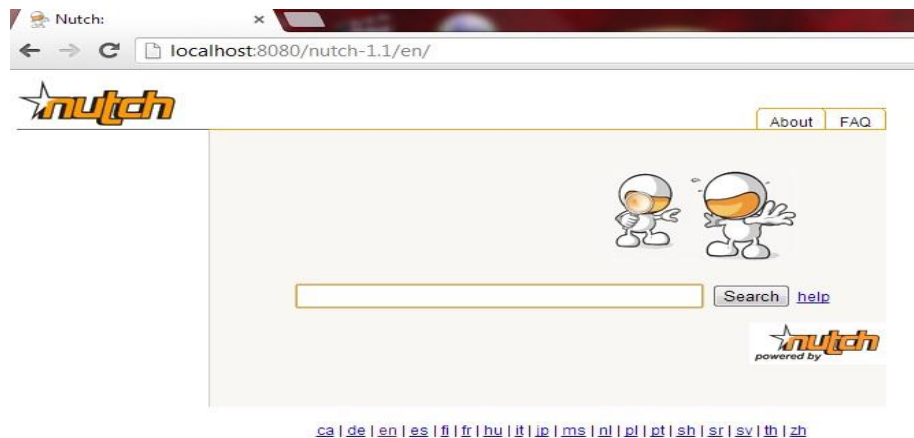 Nutch:
localhost:8080/nutch-1.1/en/
nutch
About FAQ
Search help
powered by nutch
ca | de | en | es | fi | fr | hu | it | jp | ms | nl | pl | pt | sh | sr | sv | th | zh